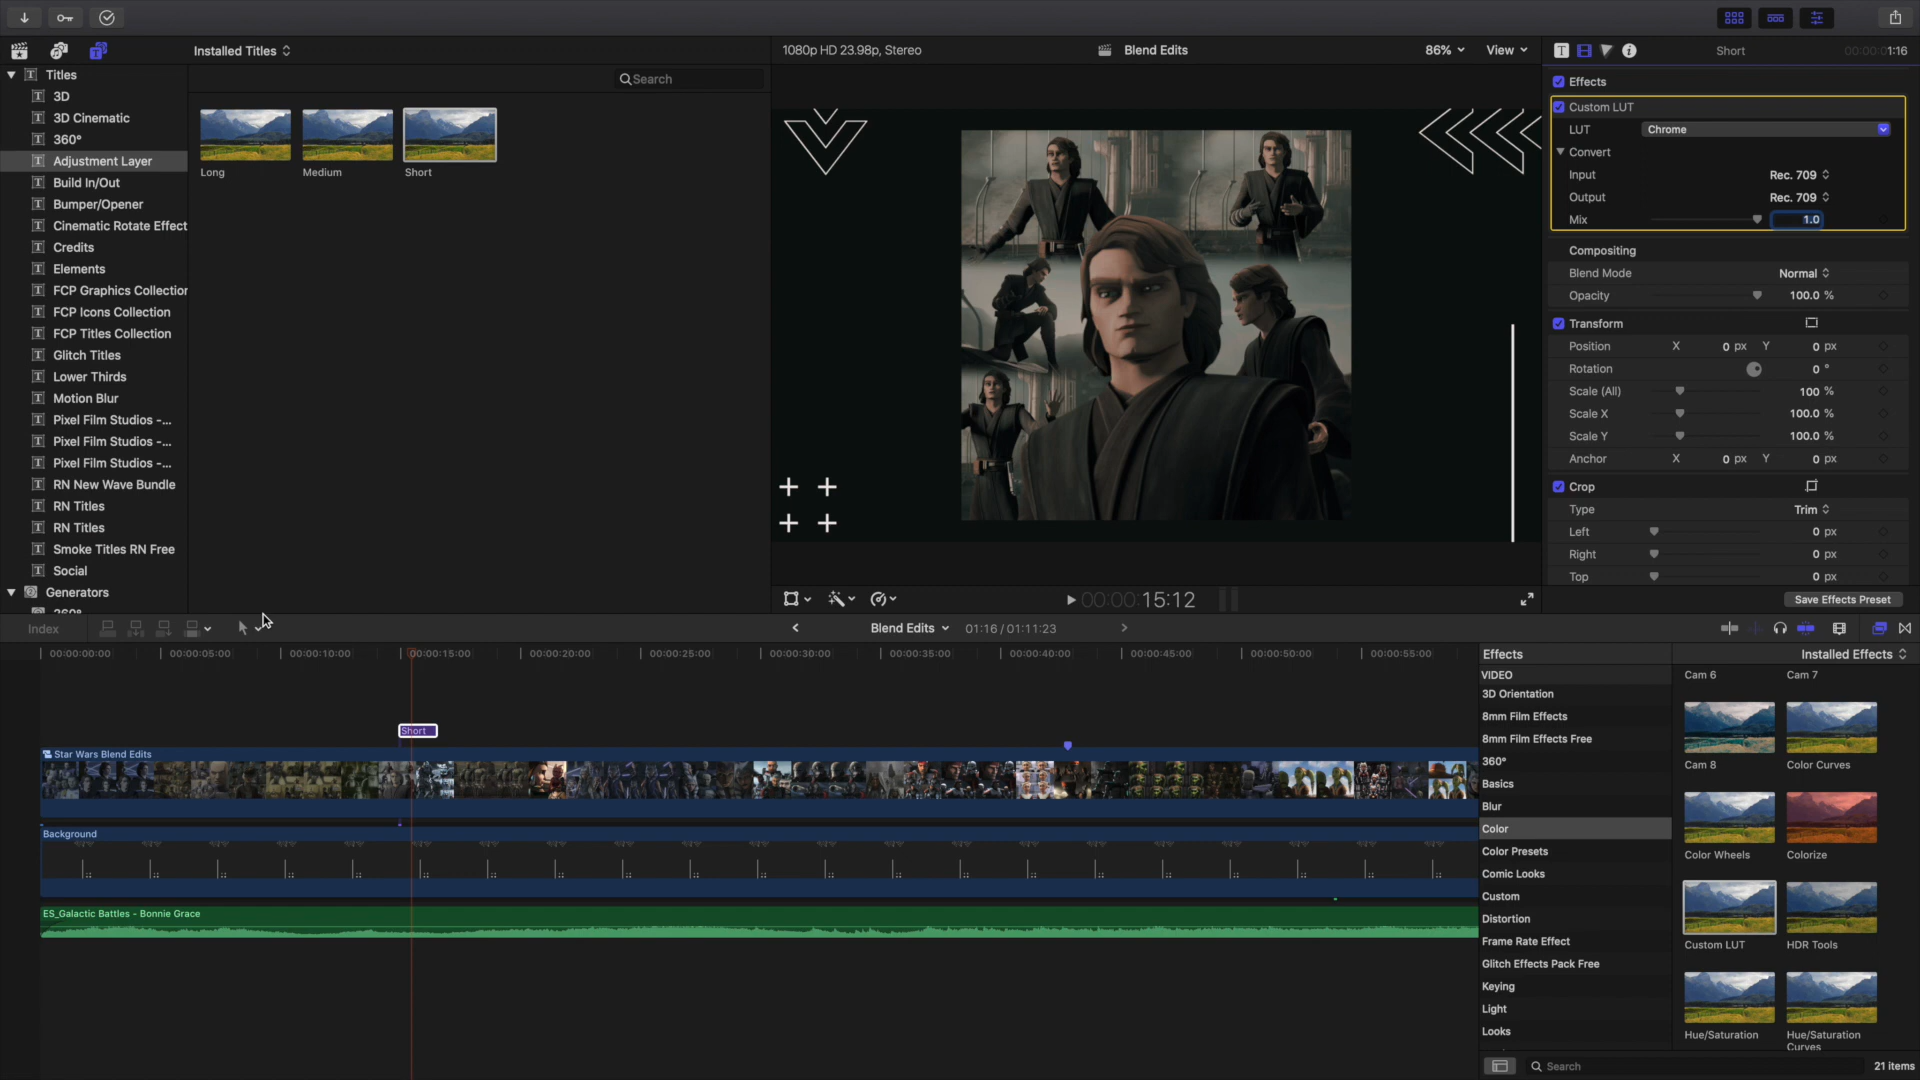 Installed Titles
1080p HD 23.98p, Stereo
Blend Edits
86%
View
Short
00:00:01:16
Titles
3D
3D Cinematic
360°
Adjustment Layer
Build In/Out
Bumper/Opener
Cinematic Rotate Effect
Credits
Elements
FCP Graphics Collection
FCP Icons Collection
FCP Titles Collection
Glitch Titles
Lower Thirds
Motion Blur
Pixel Film Studios -...
Pixel Film Studios -...
Pixel Film Studios -...
RN New Wave Bundle
RN Titles
RN Titles
Smoke Titles RN Free
Social
Generators
360°
Search
Long
Medium
Short
00:00:15:12
Effects
Custom LUT
LUT
Chrome
Convert
Input
Rec. 709
Output
Rec. 709
Mix
1.0
Compositing
Blend Mode
Normal
Opacity
100.0 %
Transform
Position X 0 px Y 0 px
Rotation
0 °
Scale (All)
100 %
Scale X
100.0 %
Scale Y
100.0 %
Anchor X 0 px Y 0 px
Crop
Type
Trim
Left
0 px
Right
0 px
Top
0 px
Save Effects Preset
Index
Blend Edits
01:16 / 01:11:23
00:00:00:00
00:00:05:00
00:00:10:00
00:00:15:00
00:00:20:00
00:00:25:00
00:00:30:00
00:00:35:00
00:00:40:00
00:00:45:00
00:00:50:00
00:00:55:00
Short
Star Wars Blend Edits
Background
ES_Galactic Battles - Bonnie Grace
Effects
VIDEO
3D Orientation
8mm Film Effects
8mm Film Effects Free
360°
Basics
Blur
Color
Color Presets
Comic Looks
Custom
Distortion
Frame Rate Effect
Glitch Effects Pack Free
Keying
Light
Looks
Installed Effects
Cam 6
Cam 7
Cam 8
Color Curves
Color Wheels
Colorize
Custom LUT
HDR Tools
Hue/Saturation
Hue/Saturation
Curves
Search
21 items